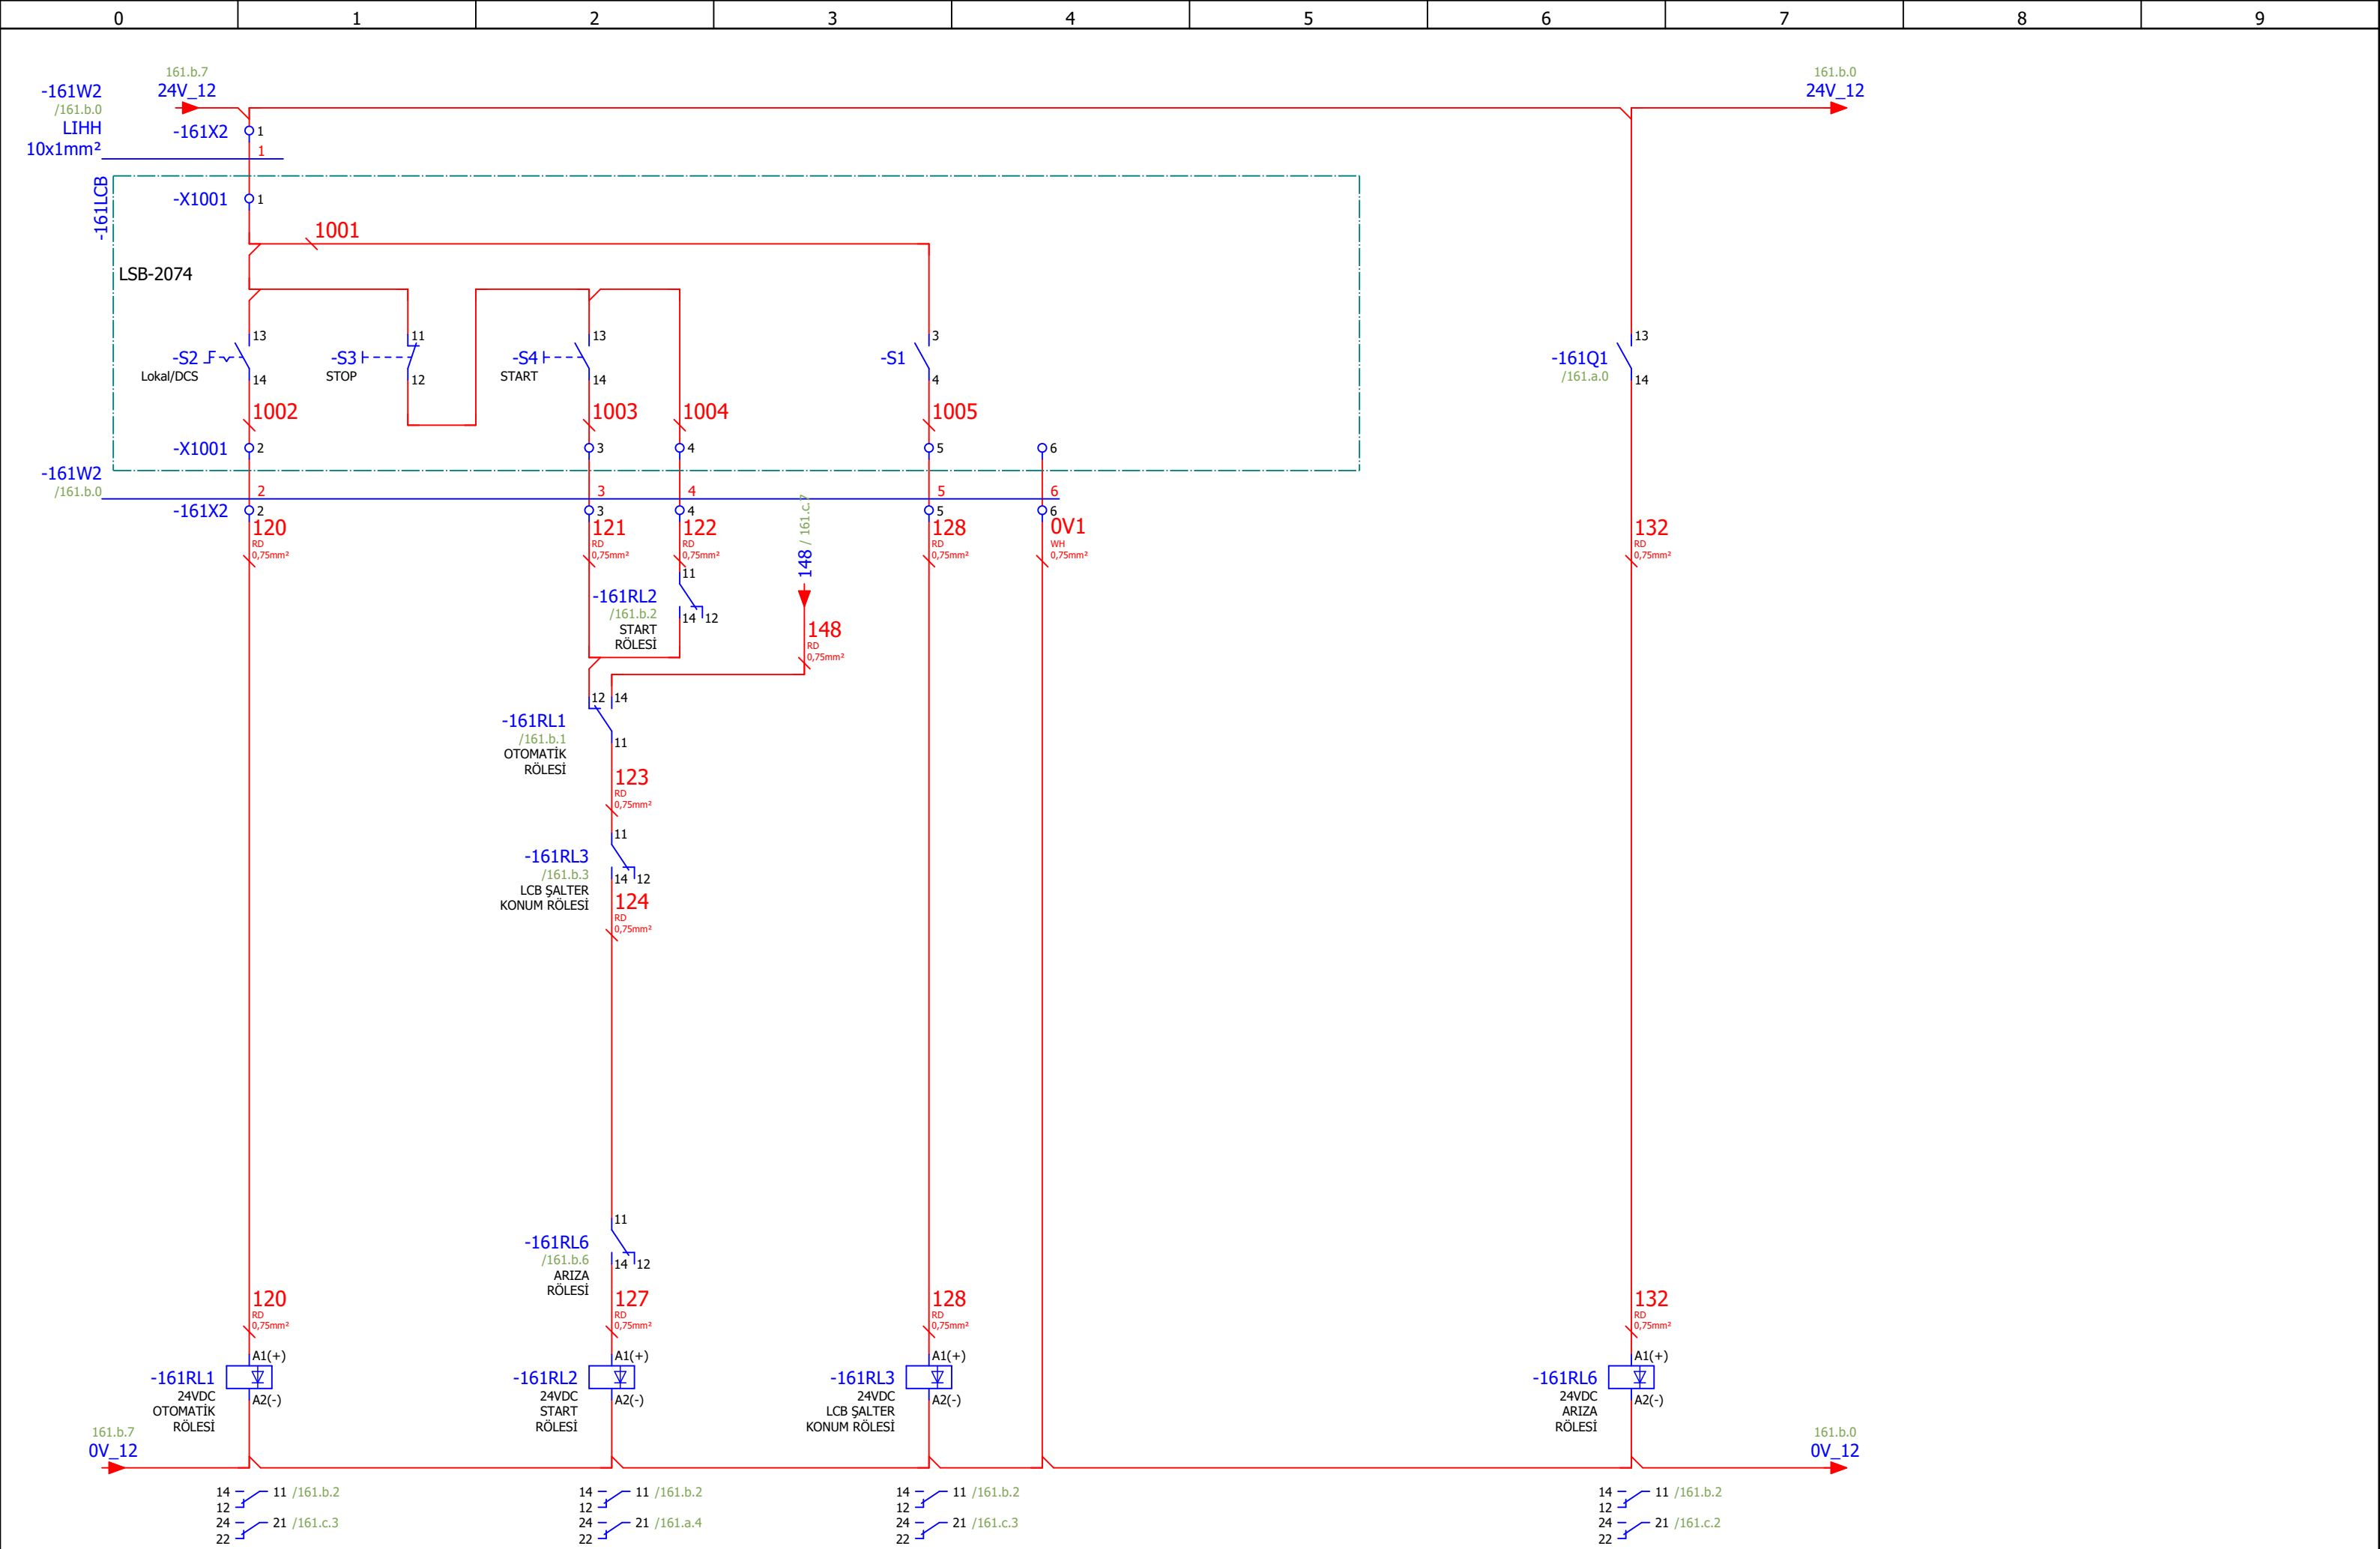 0 1 2 3 4 5 6 7 8 9
161.b.7
24V_12
161.b.0
24V_12
-161W2
/161.b.0
LIHH
10x1mm²
-161X2 1
1
-161LCB
-X1001 1
1001
LSB-2074
13
-S2
Lokal/DCS
14
1002
11
-S3
STOP
12
13
-S4
START
14
1003
1004
3
-S1
4
1005
13
-161Q1
/161.a.0
14
-X1001 2 3 4 5 6
-161W2
/161.b.0
2 3 4 5 6
-161X2 2 3 4 5 6
120
RD
0,75mm²
121
RD
0,75mm²
122
RD
0,75mm²
148 / 161.c.7
128
RD
0,75mm²
0V1
WH
0,75mm²
132
RD
0,75mm²
11
-161RL2
/161.b.2
14 12
START
RÖLESİ
148
RD
0,75mm²
12 14
-161RL1
/161.b.1
11
OTOMATİK
RÖLESİ
123
RD
0,75mm²
11
-161RL3
/161.b.3
14 12
LCB ŞALTER
KONUM RÖLESİ
124
RD
0,75mm²
11
-161RL6
/161.b.6
14 12
ARIZA
RÖLESİ
120
RD
0,75mm²
127
RD
0,75mm²
128
RD
0,75mm²
132
RD
0,75mm²
A1(+)
-161RL1
24VDC
A2(-)
OTOMATİK
RÖLESİ
A1(+)
-161RL2
24VDC
A2(-)
START
RÖLESİ
A1(+)
-161RL3
24VDC
A2(-)
LCB ŞALTER
KONUM RÖLESİ
A1(+)
-161RL6
24VDC
A2(-)
ARIZA
RÖLESİ
161.b.7
0V_12
161.b.0
0V_12
14 11 /161.b.2
12
24 21 /161.c.3
22
14 11 /161.b.2
12
24 21 /161.a.4
22
14 11 /161.b.2
12
24 21 /161.c.3
22
14 11 /161.b.2
12
24 21 /161.c.2
22